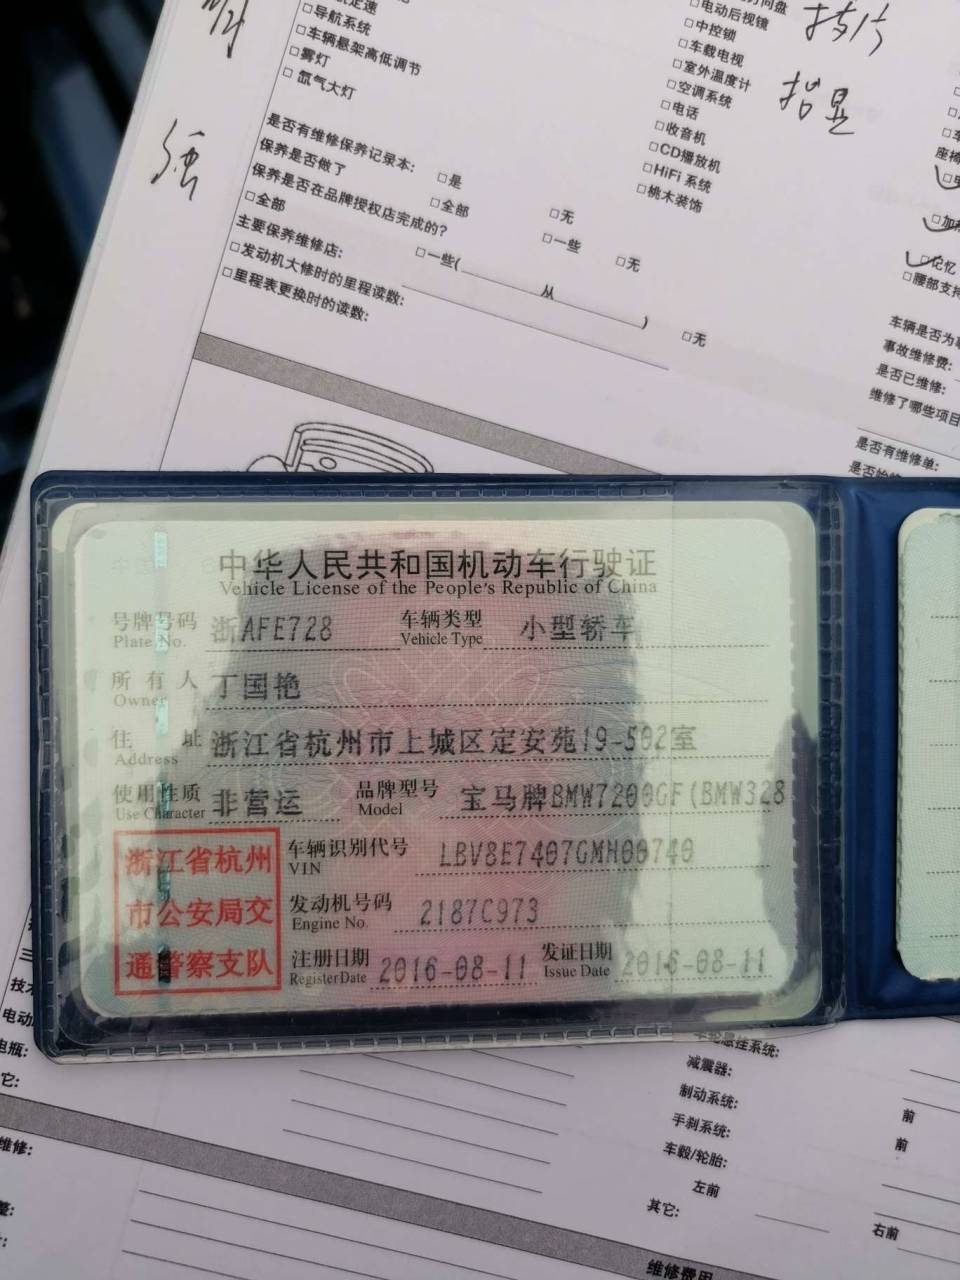 □导航系统
□车辆悬架高低调节
□雾灯
□ 氙气大灯
□电动后视镜
□中控锁
□车载电视
□室外温度计
□空调系统
□电话
□收音机
□CD播放机
□HiFi 系统
□桃木装饰
是否有维修保养记录本: □是 □无
保养是否做了 □全部 □一些 □无
保养是否在品牌授权店完成的?
□全部 □一些( 从 ) □无
主要保养维修店:
□发动机大修时的里程读数:
□里程表更换时的读数:
□记忆
□腰部支持
事故维修费:
是否已维修:
维修了哪些项目
是否有维修单:
中华人民共和国机动车行驶证
Vehicle License of the People's Republic of China
号牌号码 浙AFE728 车辆类型 小型轿车
Plate No. Vehicle Type
所有人 丁国艳
Owner
住址 浙江省杭州市上城区定安苑19-502室
Address
使用性质 非营运 品牌型号 宝马牌BMW7200GF(BMW328
Use Character Model
浙江省杭州
市公安局交
通警察支队
车辆识别代号 LBV8E7407GMH00740
VIN
发动机号码 2187C973
Engine No.
注册日期 2016-08-11 发证日期 2016-08-11
Register Date Issue Date
减震器:
制动系统: 前
手刹系统: 前
车毂/轮胎:
左前
其它: 右前
维修费用